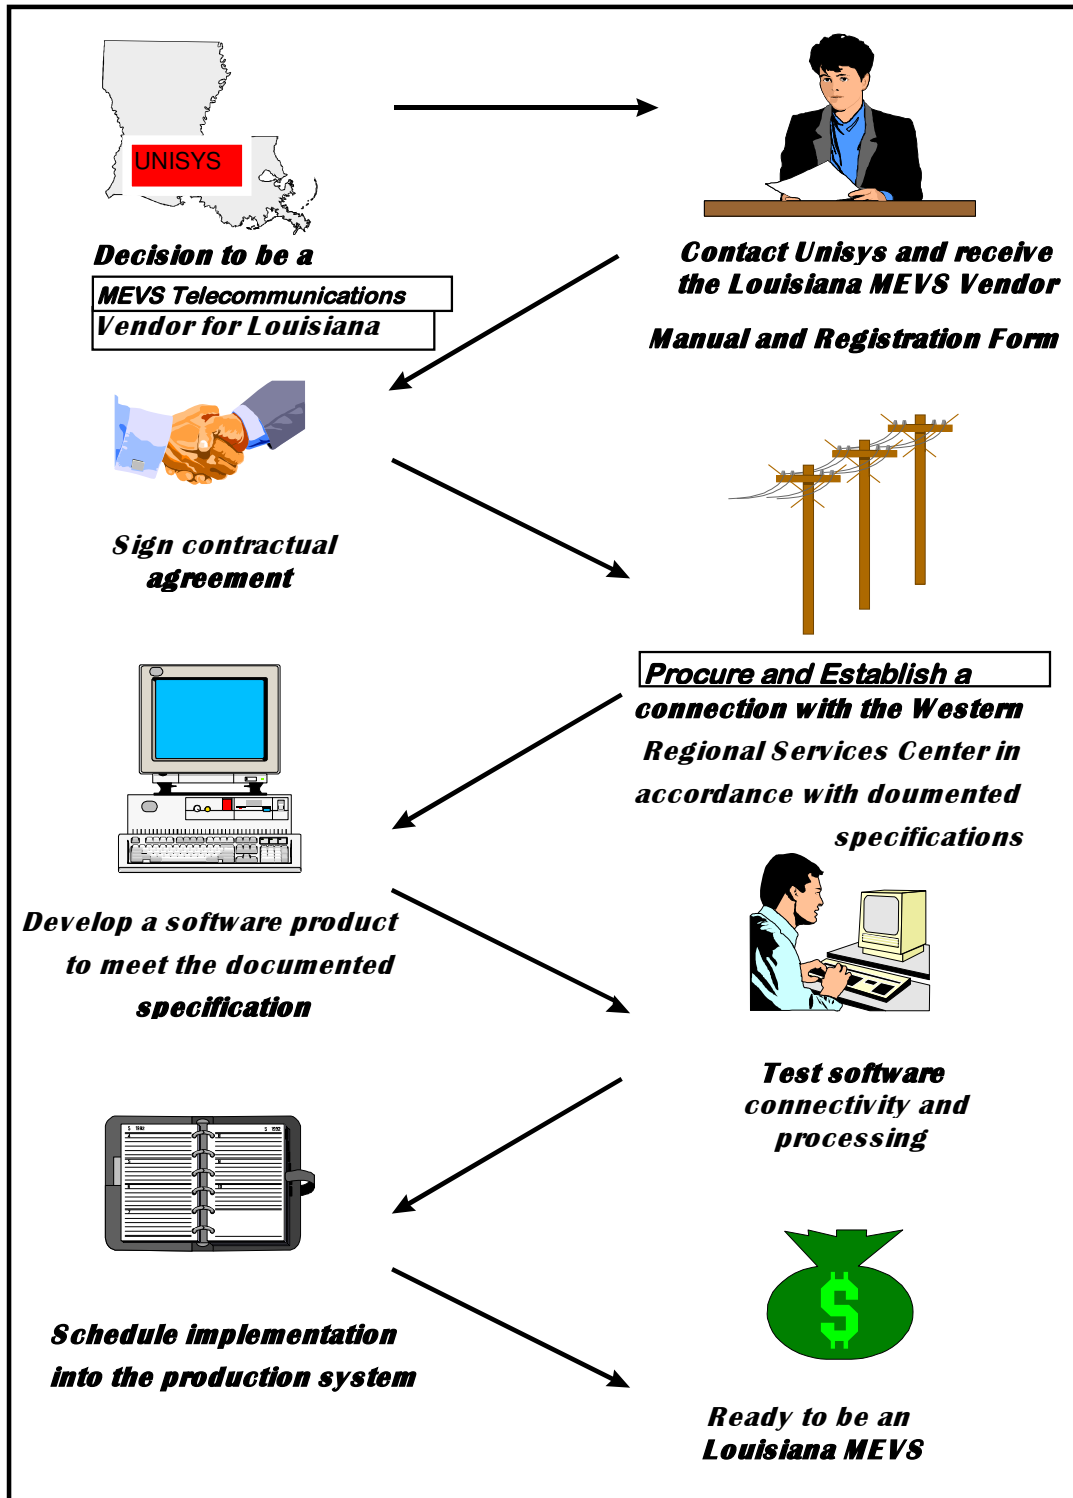 UNISYS
Decision to be a
MEVS Telecommunications
Vendor for Louisiana
Contact Unisys and receive
the Louisiana MEVS Vendor
Manual and Registration Form
Sign contractual
agreement
Procure and Establish a
connection with the Western
Regional Services Center in
accordance with doumented
specifications
Develop a software product
to meet the documented
specification
Test software
connectivity and
processing
Schedule implementation
into the production system
$
Ready to be an
Louisiana MEVS